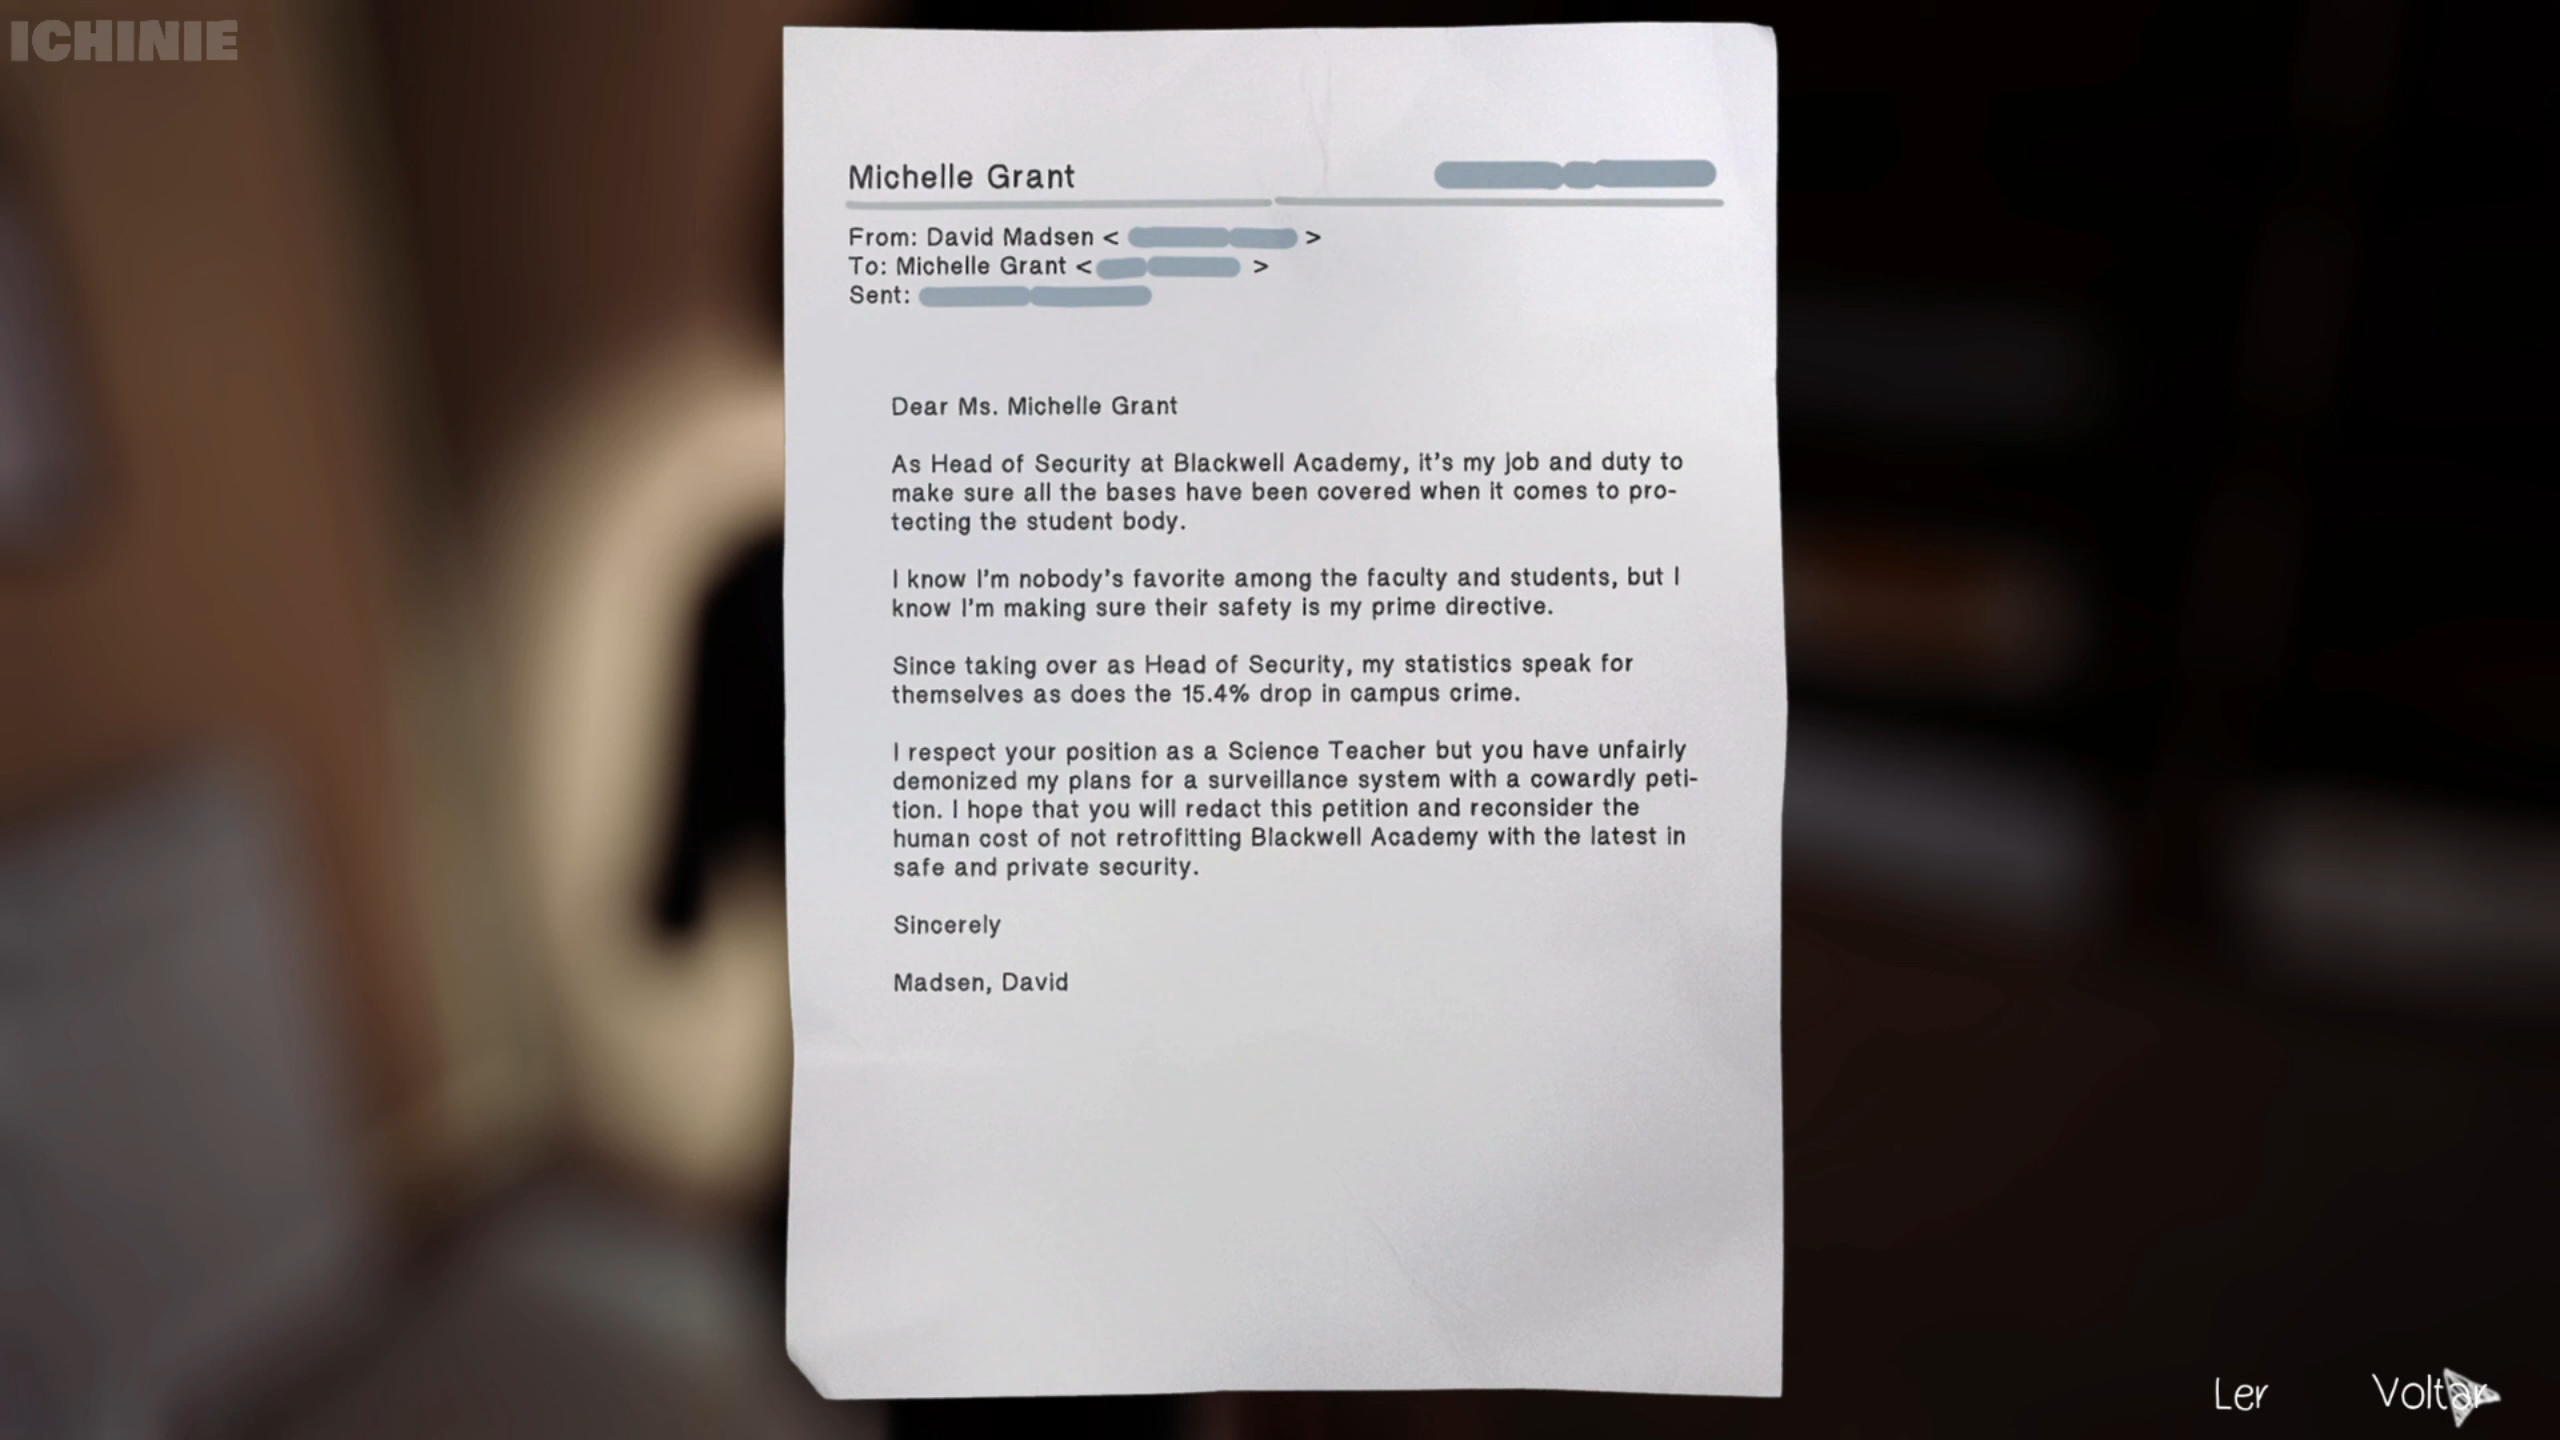 ICHINIE
Michelle Grant
From: David Madsen < >
To: Michelle Grant < >
Sent:
Dear Ms. Michelle Grant
As Head of Security at Blackwell Academy, it's my job and duty to
make sure all the bases have been covered when it comes to pro-
tecting the student body.
I know I'm nobody's favorite among the faculty and students, but I
know I'm making sure their safety is my prime directive.
Since taking over as Head of Security, my statistics speak for
themselves as does the 15.4% drop in campus crime.
I respect your position as a Science Teacher but you have unfairly
demonized my plans for a surveillance system with a cowardly peti-
tion. I hope that you will redact this petition and reconsider the
human cost of not retrofitting Blackwell Academy with the latest in
safe and private security.
Sincerely
Madsen, David
Ler Voltar